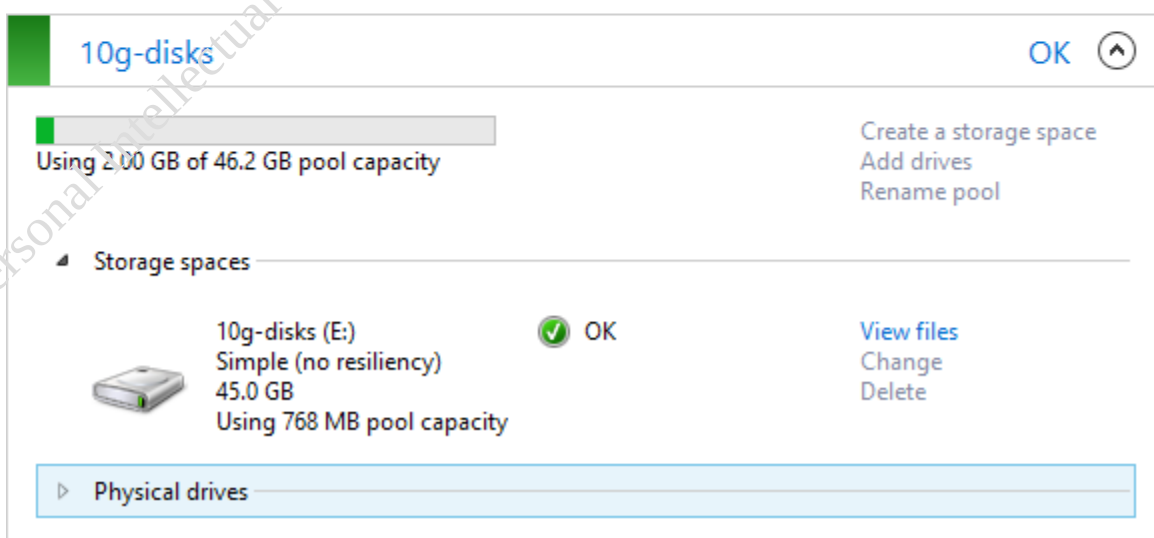 10g-disks OK
Using 2.00 GB of 46.2 GB pool capacity
Create a storage space
Add drives
Rename pool
Storage spaces
10g-disks (E:) OK
Simple (no resiliency)
45.0 GB
Using 768 MB pool capacity
View files
Change
Delete
Physical drives
Intellectual